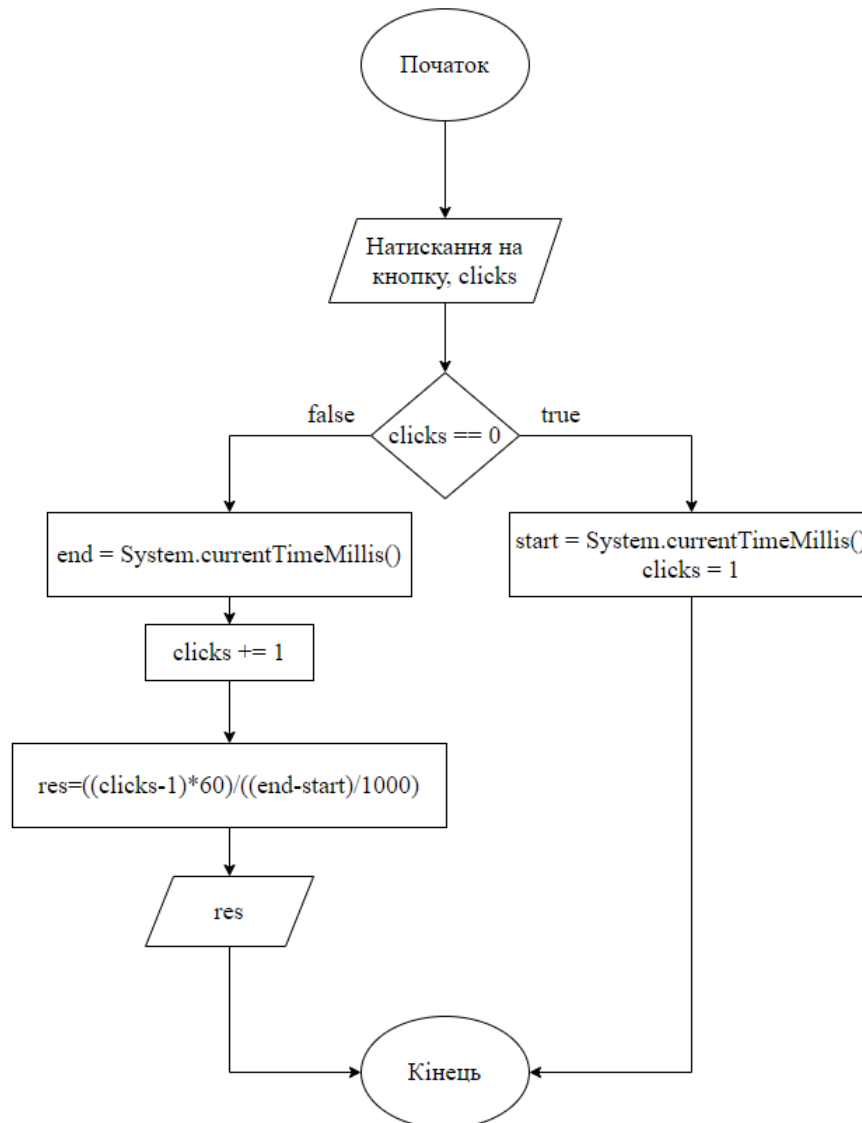 Початок
Натискання на
кнопку, clicks
false
true
clicks == 0
end = System.currentTimeMillis()
start = System.currentTimeMillis()
clicks = 1
clicks += 1
res=((clicks-1)*60)/((end-start)/1000)
res
Кінець